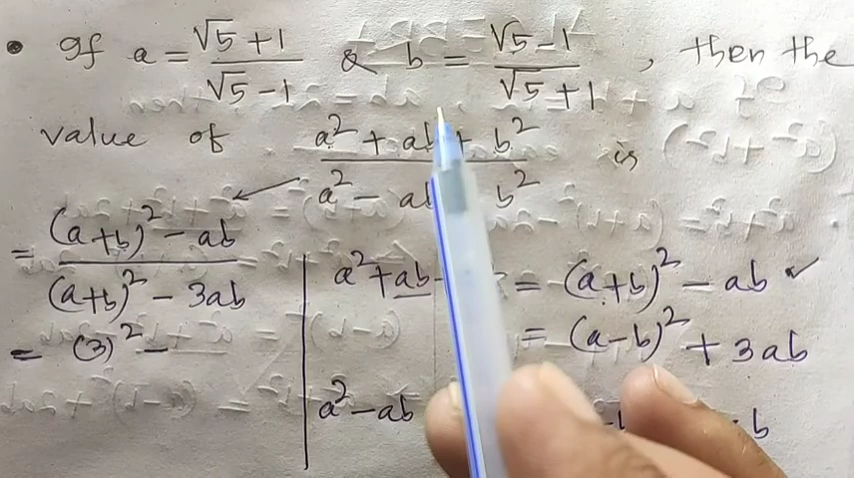 • If a = √5+1 / √5-1 & b = √5-1 / √5+1 , then the
value of a² + ab + b² / a² - ab b² is
= (a+b)² - ab / (a+b)² - 3ab
= (3)² -
a² + ab = (a+b)² - ab ✓
= (a-b)² + 3ab
a² - ab